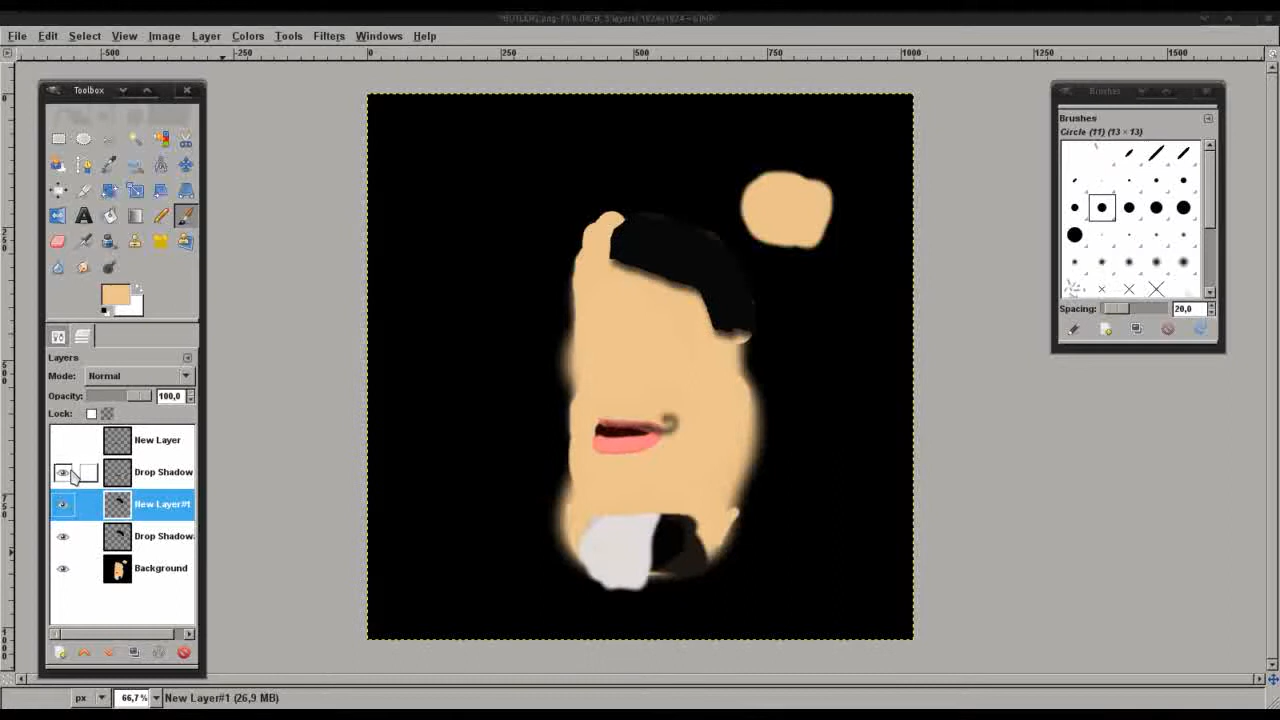 File Edit Select View Image Layer Colors Tools Filters Windows Help
-500 -250 0 250 500 750 1000 1250 1500
Toolbox
Layers
Mode: Normal
Opacity: 100,0
Lock:
New Layer
Drop Shadow
New Layer#1
Drop Shadow
Background
Brushes
Brushes
Circle (11) (13 × 13)
Spacing: 20,0
px 66,7% New Layer#1 (26,9 MB)